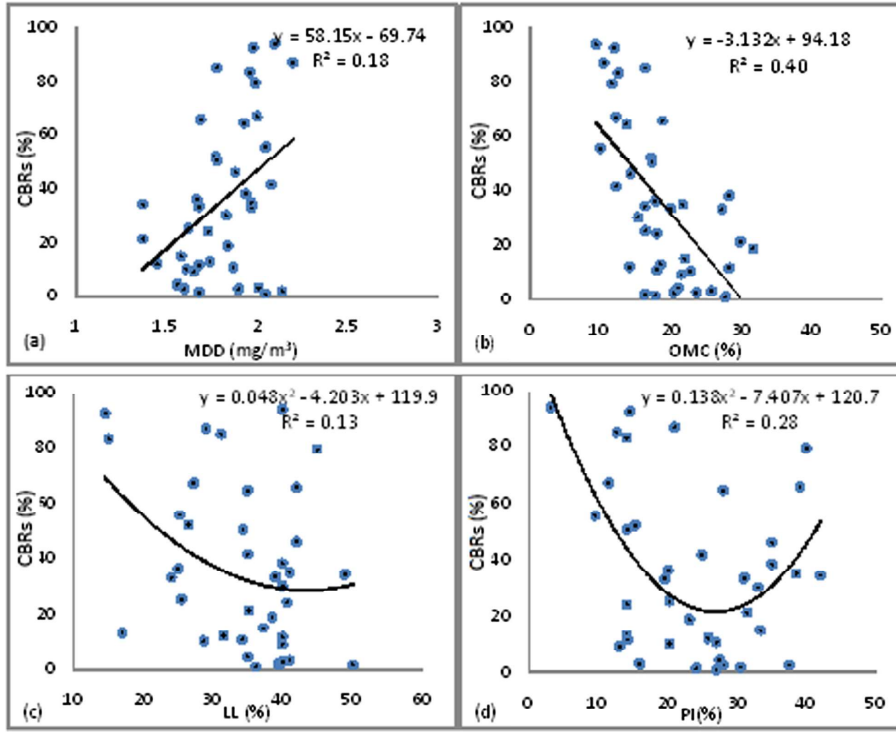 100
80
60
40
20
0
CBRs (%)
y = 58.15x - 69.74
R² = 0.18
1 1.5 2 2.5 3
(a) MDD (mg/m³)
100
80
60
40
20
0
CBRs (%)
y = -3.132x + 94.18
R² = 0.40
0 10 20 30 40 50
(b) OMC (%)
100
80
60
40
20
0
CBRs (%)
y = 0.048x² - 4.203x + 119.9
R² = 0.13
10 20 30 40 50 60
(c) LL (%)
100
80
60
40
20
0
CBRs (%)
y = 0.138x² - 7.407x + 120.7
R² = 0.28
0 10 20 30 40 50
(d) PI(%)